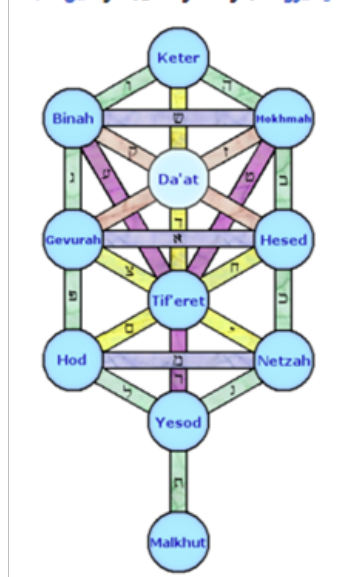 Keter
ו ה
Binah ש Hokhmah
ק ז
Da'at
ג ע ט ב
ד
Gevurah א Hesed
צ ח
Tif'eret
פ
ם י
Hod מ Netzah
ר
ל נ
Yesod
ת
Malkhut